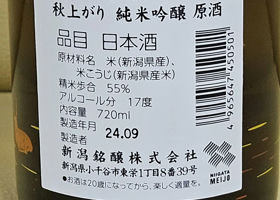 秋上がり 純米吟醸 原酒
品目 日本酒
原材料名 米(新潟県産)、
米こうじ(新潟県産米)
精米歩合 55%
アルコール分 17度
内容量 720ml
製造年月 24.09
製造者
新潟銘醸株式会社
新潟県小千谷市東栄1丁目8番39号
●お酒は20歳になってから、楽しく適量を。
4965647450501
NIIGATA
MEIJO